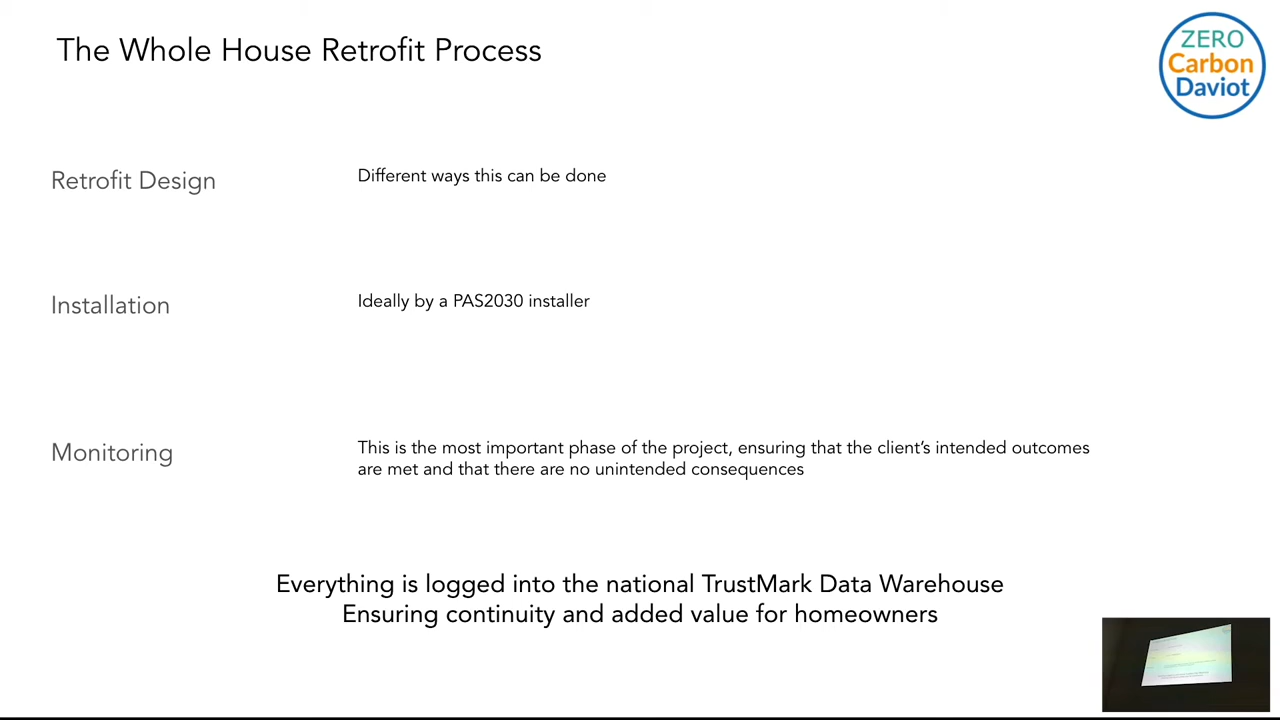 The Whole House Retrofit Process
ZERO
Carbon
Daviot
Retrofit Design
Different ways this can be done
Installation
Ideally by a PAS2030 installer
Monitoring
This is the most important phase of the project, ensuring that the client’s intended outcomes
are met and that there are no unintended consequences
Everything is logged into the national TrustMark Data Warehouse
Ensuring continuity and added value for homeowners